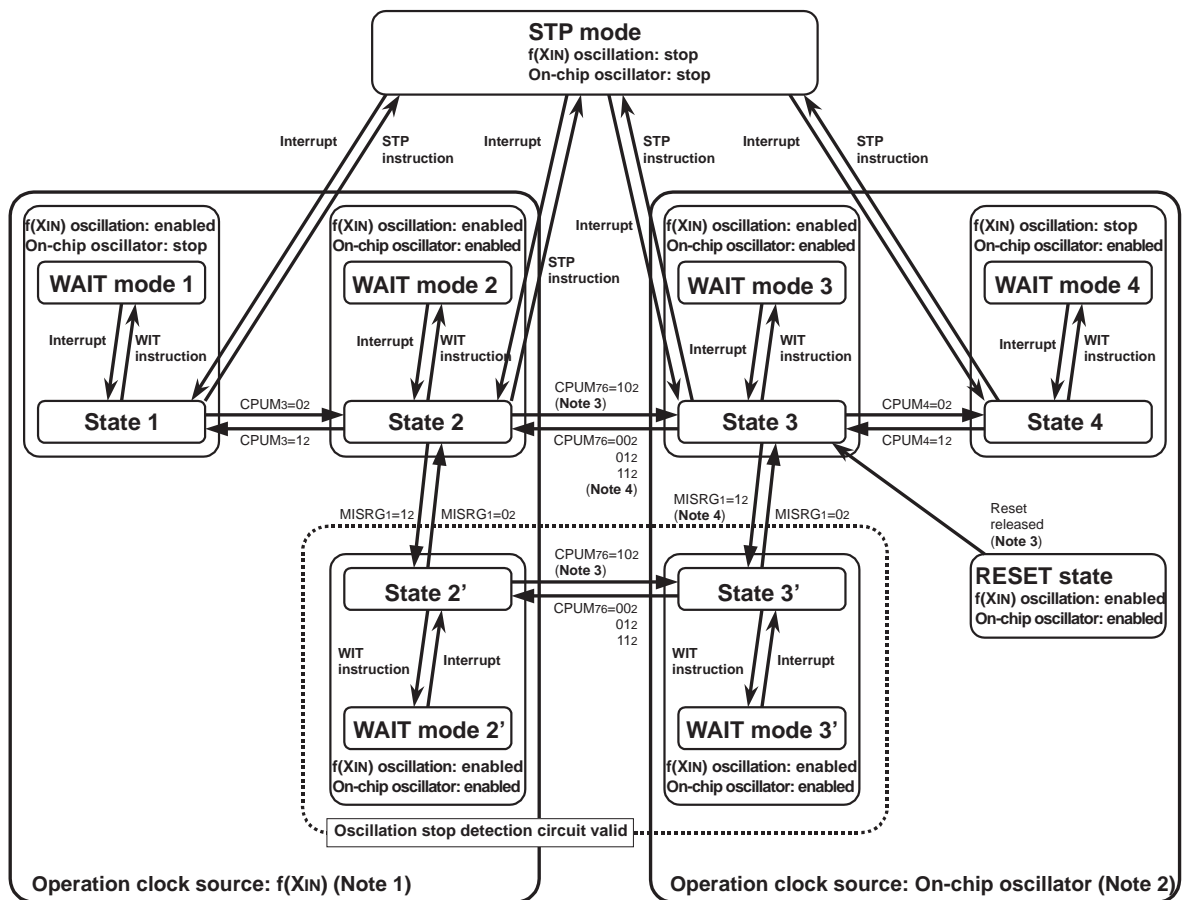 STP mode
f(XIN) oscillation: stop
On-chip oscillator: stop
Interrupt
STP
instruction
Interrupt
STP
instruction
Interrupt
STP
instruction
Interrupt
STP
instruction
f(XIN) oscillation: enabled
On-chip oscillator: stop
WAIT mode 1
Interrupt
WIT
instruction
State 1
CPUM3=02
CPUM3=12
f(XIN) oscillation: enabled
On-chip oscillator: enabled
WAIT mode 2
Interrupt
WIT
instruction
State 2
CPUM76=102
(Note 3)
CPUM76=002
012
112
(Note 4)
f(XIN) oscillation: enabled
On-chip oscillator: enabled
WAIT mode 3
Interrupt
WIT
instruction
State 3
CPUM4=02
CPUM4=12
f(XIN) oscillation: stop
On-chip oscillator: enabled
WAIT mode 4
Interrupt
WIT
instruction
State 4
MISRG1=12
MISRG1=02
MISRG1=12
(Note 4)
MISRG1=02
Reset
released
(Note 3)
RESET state
f(XIN) oscillation: enabled
On-chip oscillator: enabled
State 2’
CPUM76=102
(Note 3)
CPUM76=002
012
112
State 3’
WIT
instruction
Interrupt
WAIT mode 2’
f(XIN) oscillation: enabled
On-chip oscillator: enabled
WIT
instruction
Interrupt
WAIT mode 3’
f(XIN) oscillation: enabled
On-chip oscillator: enabled
Oscillation stop detection circuit valid
Operation clock source: f(XIN) (Note 1)
Operation clock source: On-chip oscillator (Note 2)